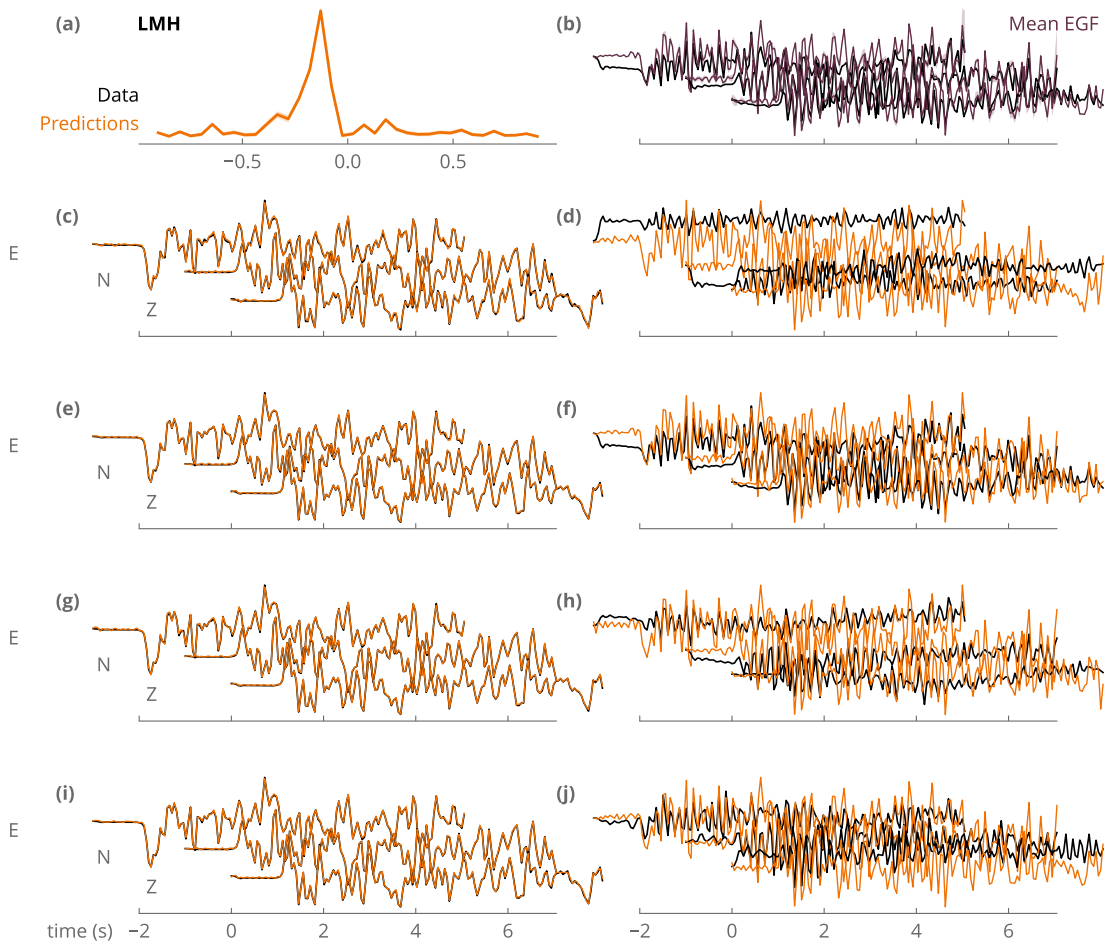 (a) LMH (b) Mean EGF
Data
Predictions
−0.5 0.0 0.5
(c) (d)
E
N
Z
(e) (f)
E
N
Z
(g) (h)
E
N
Z
(i) (j)
E
N
Z
time (s) −2 0 2 4 6 −2 0 2 4 6